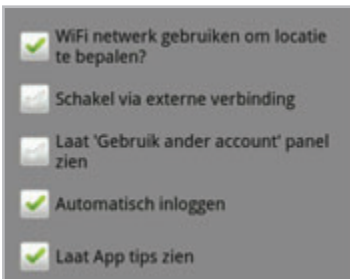 WiFi netwerk gebruiken om locatie
te bepalen?
Schakel via externe verbinding
Laat 'Gebruik ander account' panel
zien
Automatisch inloggen
Laat App tips zien